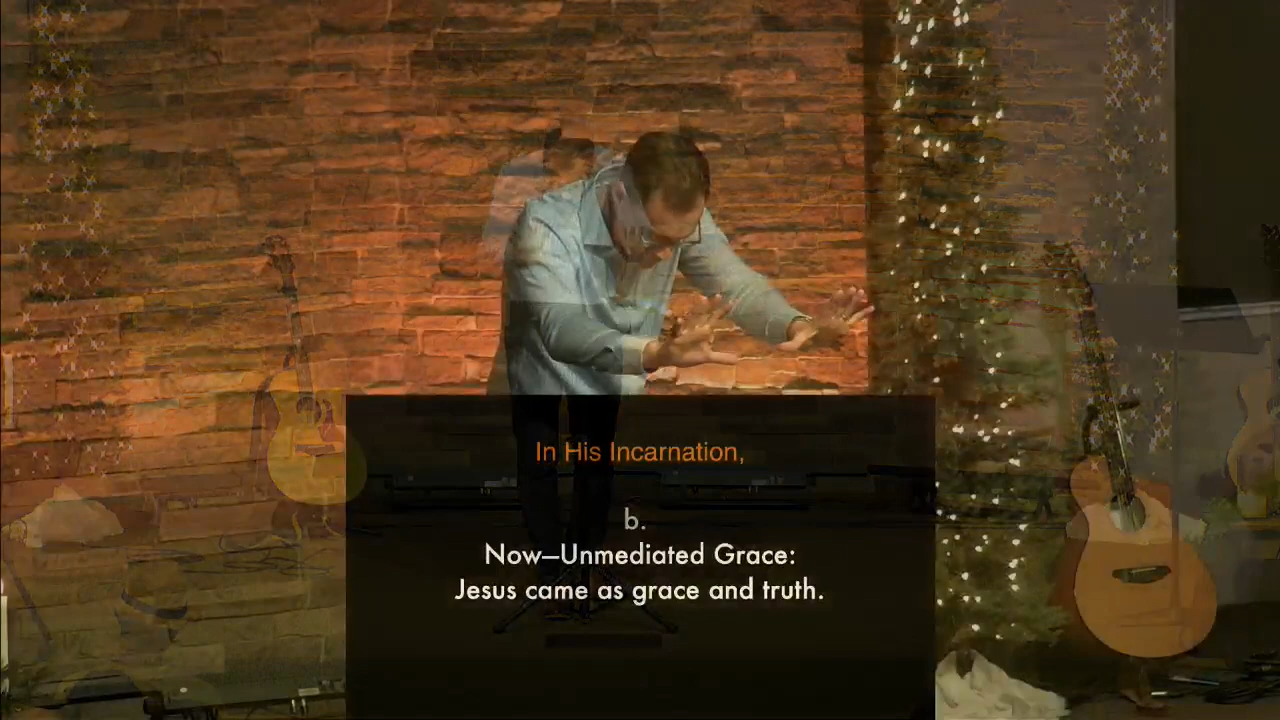 In His Incarnation,
b.
Now—Unmediated Grace:
Jesus came as grace and truth.